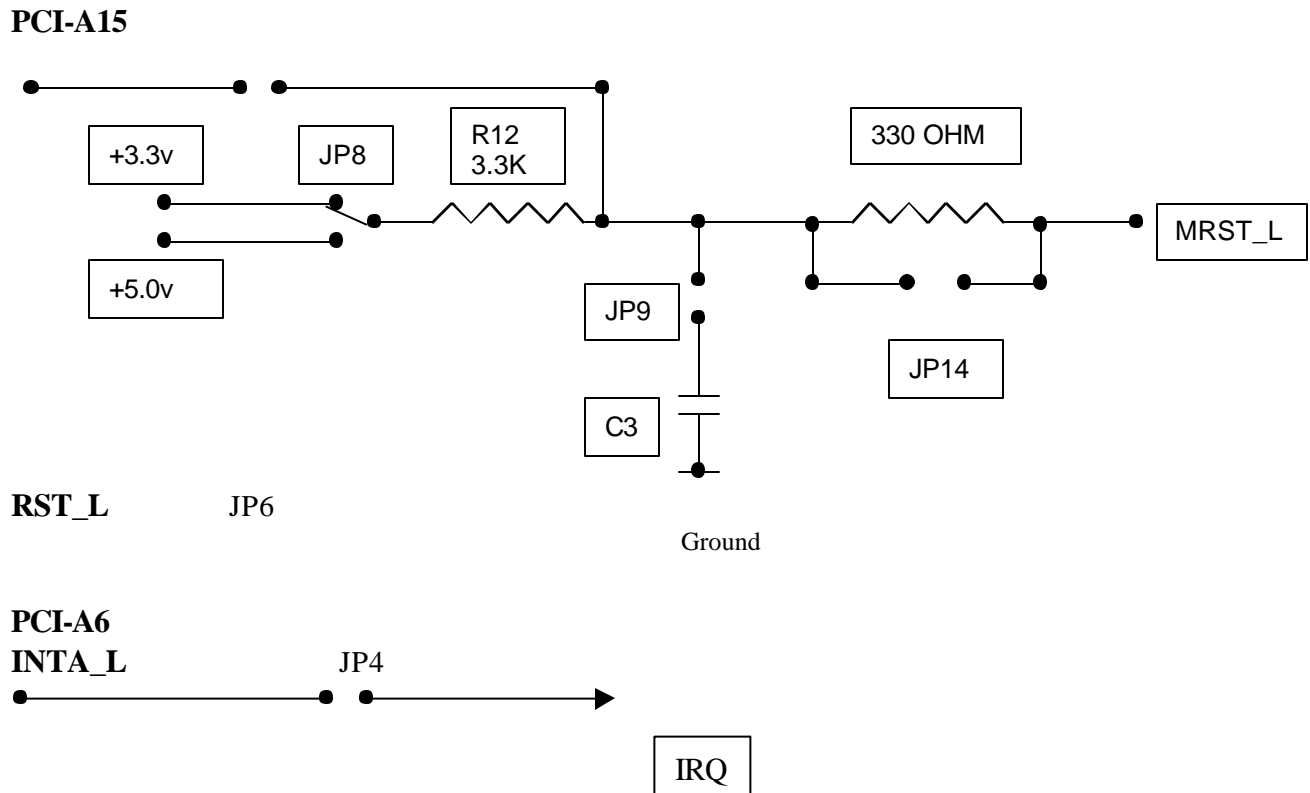 PCI-A15
+3.3v
JP8
R12
3.3K
330 OHM
MRST_L
+5.0v
JP9
JP14
C3
RST_L JP6
Ground
PCI-A6
INTA_L JP4
IRQ